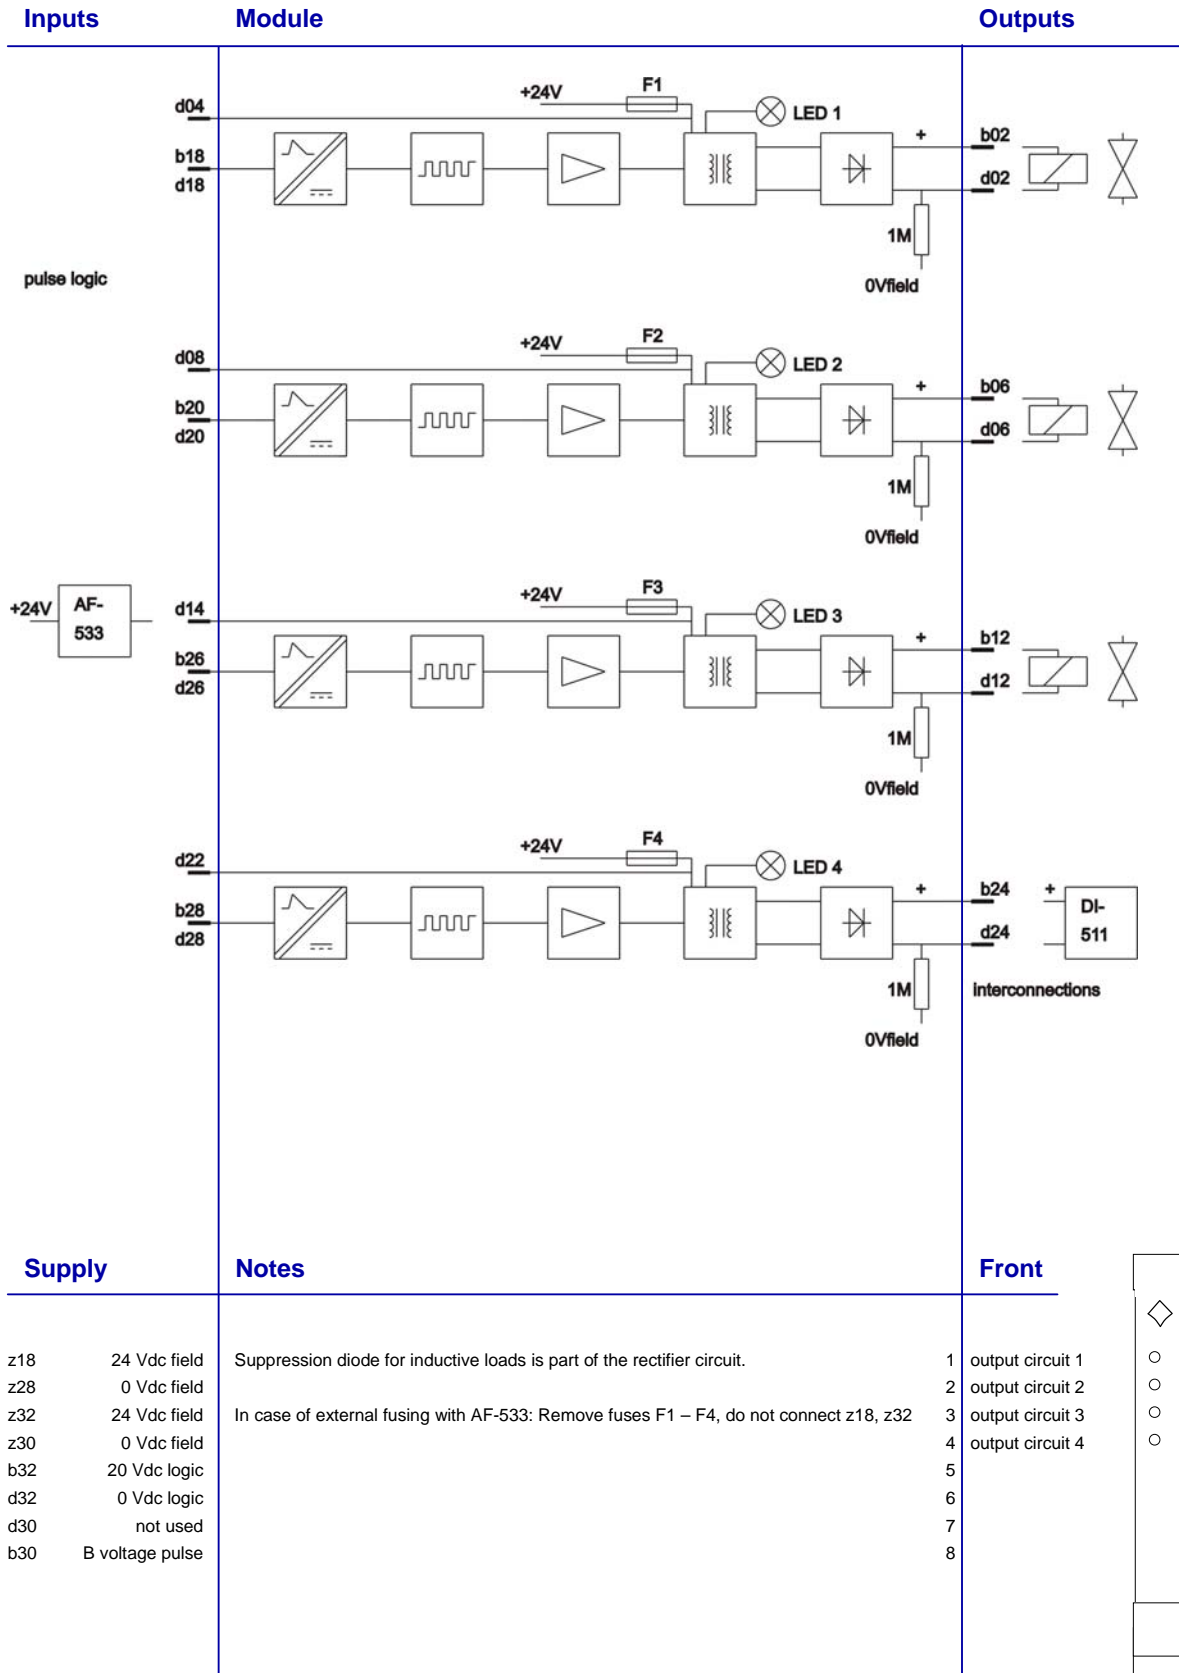 Inputs Module Outputs
+24V F1
d04 LED 1
b18 + b02
d18 d02
1M
pulse logic 0Vfield
+24V F2
d08 LED 2
b20 + b06
d20 d06
1M
0Vfield
+24V F3
+24V AF-533 d14 LED 3
b26 + b12
d26 d12
1M
0Vfield
+24V F4
d22 LED 4
b28 + b24 + DI-511
d28 d24
1M interconnections
0Vfield
Supply Notes Front
z18 24 Vdc field Suppression diode for inductive loads is part of the rectifier circuit. 1 output circuit 1
z28 0 Vdc field 2 output circuit 2
z32 24 Vdc field In case of external fusing with AF-533: Remove fuses F1 – F4, do not connect z18, z32 3 output circuit 3
z30 0 Vdc field 4 output circuit 4
b32 20 Vdc logic 5
d32 0 Vdc logic 6
d30 not used 7
b30 B voltage pulse 8